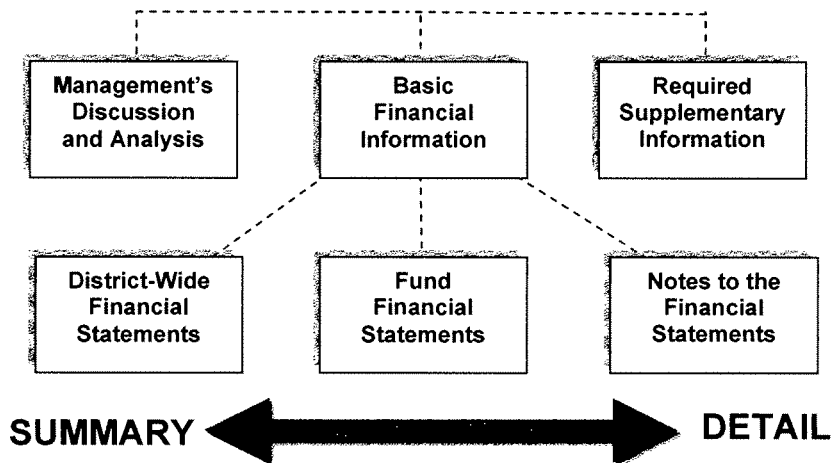 Management's
Discussion
and Analysis
Basic
Financial
Information
Required
Supplementary
Information
District-Wide
Financial
Statements
Fund
Financial
Statements
Notes to the
Financial
Statements
SUMMARY
DETAIL